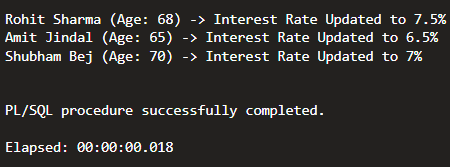 Rohit Sharma (Age: 68) -> Interest Rate Updated to 7.5%
Amit Jindal (Age: 65) -> Interest Rate Updated to 6.5%
Shubham Bej (Age: 70) -> Interest Rate Updated to 7%
PL/SQL procedure successfully completed.
Elapsed: 00:00:00.018